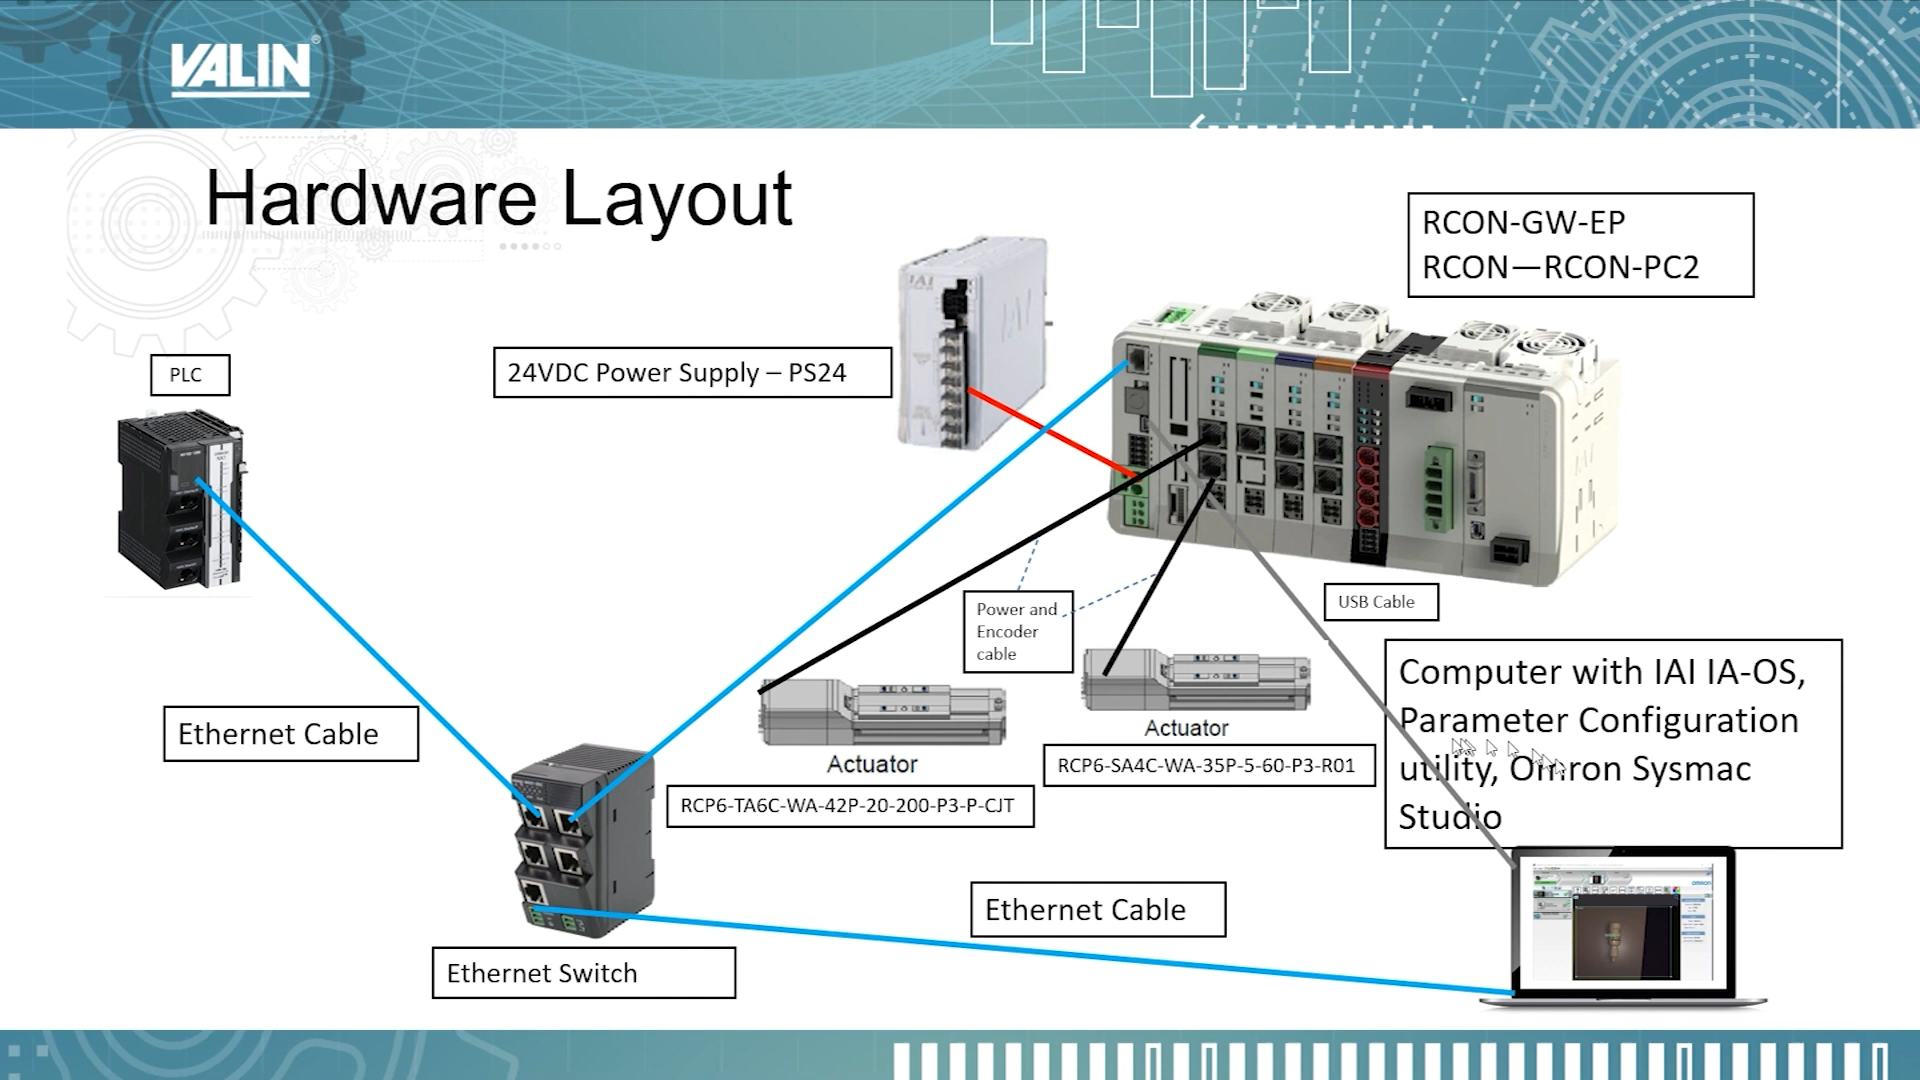 VALIN®
Hardware Layout
RCON-GW-EP
RCON—RCON-PC2
IAI
PLC
24VDC Power Supply – PS24
Power and
Encoder
cable
USB Cable
Computer with IAI IA-OS,
Parameter Configuration
utility, Omron Sysmac
Studio
Ethernet Cable
Actuator
RCP6-SA4C-WA-35P-5-60-P3-R01
Actuator
RCP6-TA6C-WA-42P-20-200-P3-P-CJT
Ethernet Cable
Ethernet Switch
OMRON